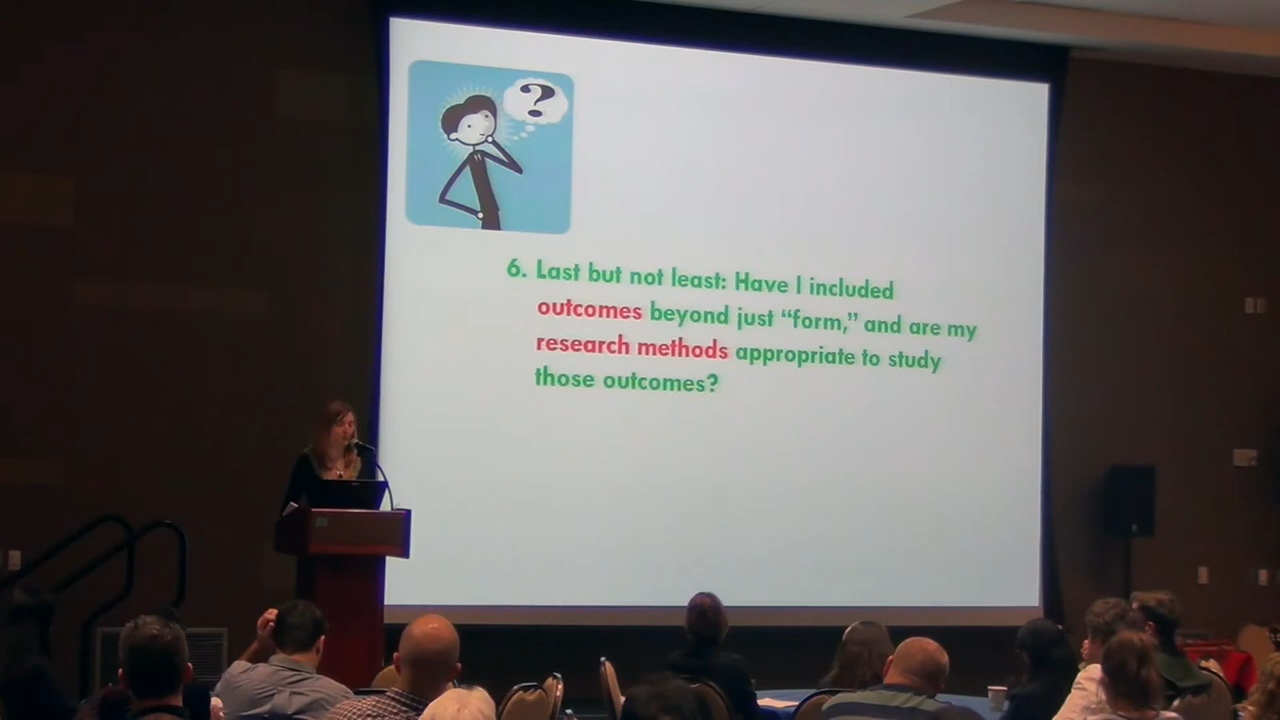 ?
6. Last but not least: Have I included
outcomes beyond just “form,” and are my
research methods appropriate to study
those outcomes?